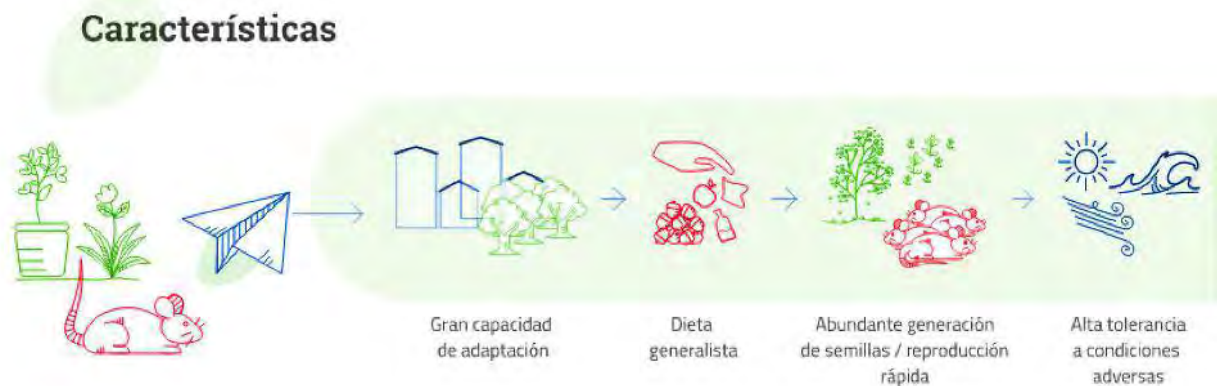 Características
Gran capacidad
de adaptación
Dieta
generalista
Abundante generación
de semillas / reproducción
rápida
Alta tolerancia
a condiciones
adversas